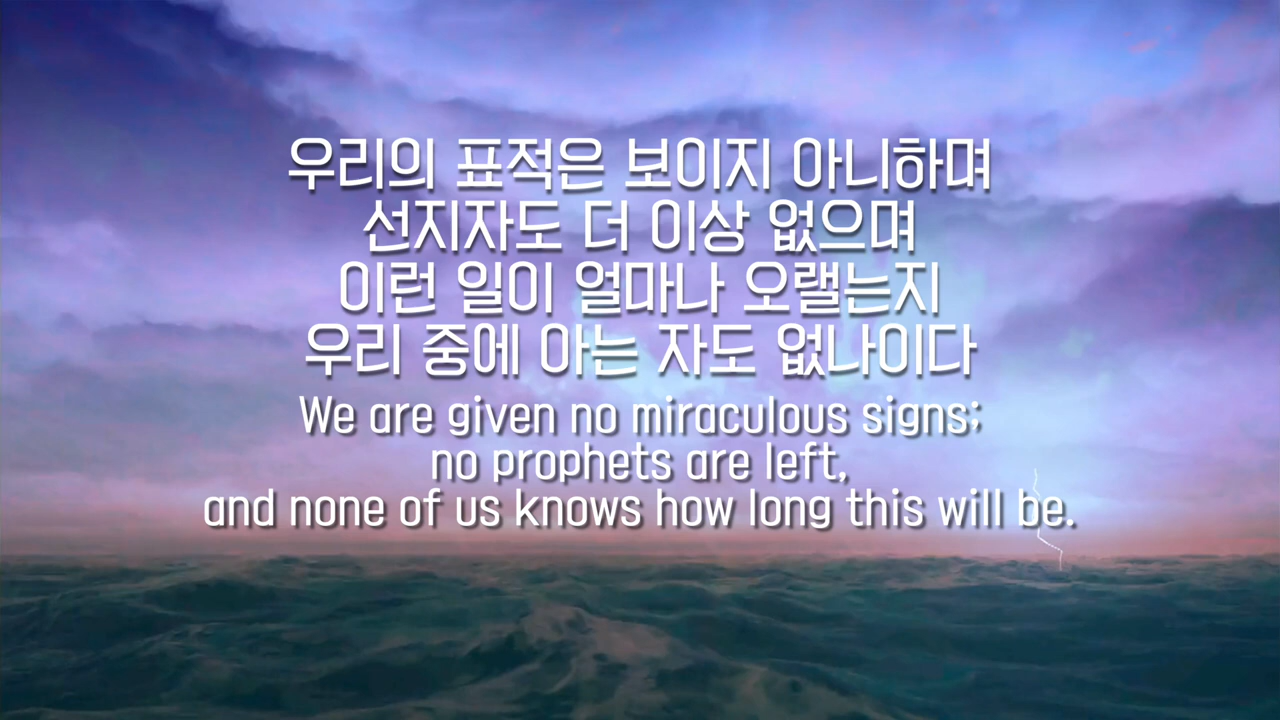 우리의 표적은 보이지 아니하며
선지자도 더 이상 없으며
이런 일이 얼마나 오랠는지
우리 중에 아는 자도 없나이다
We are given no miraculous signs;
no prophets are left,
and none of us knows how long this will be.